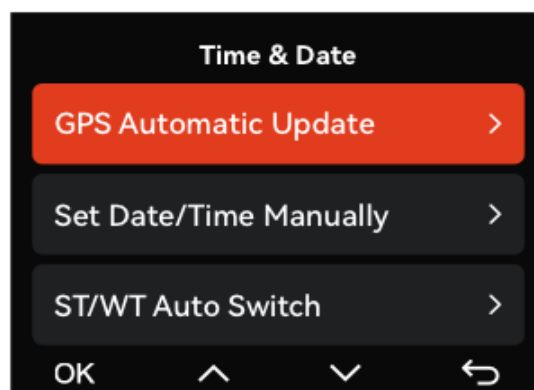 Time & Date
GPS Automatic Update
Set Date/Time Manually
ST/WT Auto Switch
OK